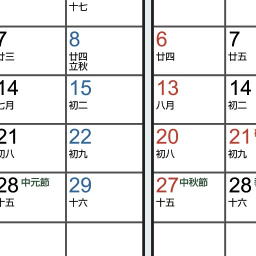 十七
7 8 6 7
廿三 廿四 廿四 廿五
立秋
14 15 13 14
七月 初二 八月 初二
21 22 20 21
初八 初九 初八 初九
28 中元節 29 27 中秋節 28
十五 十六 十五 十六